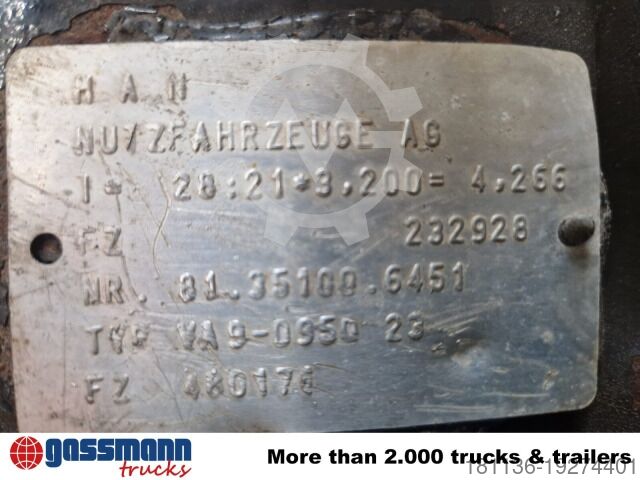 M A N
NUTZFAHRZEUGE AG
I= 28:21*3,200= 4,266
FZ 232928
NR. 81.35100.6451
TYP VA9-0950 23
FZ 480176
gassmann trucks
More than 2.000 trucks & trailers
181136-19274401